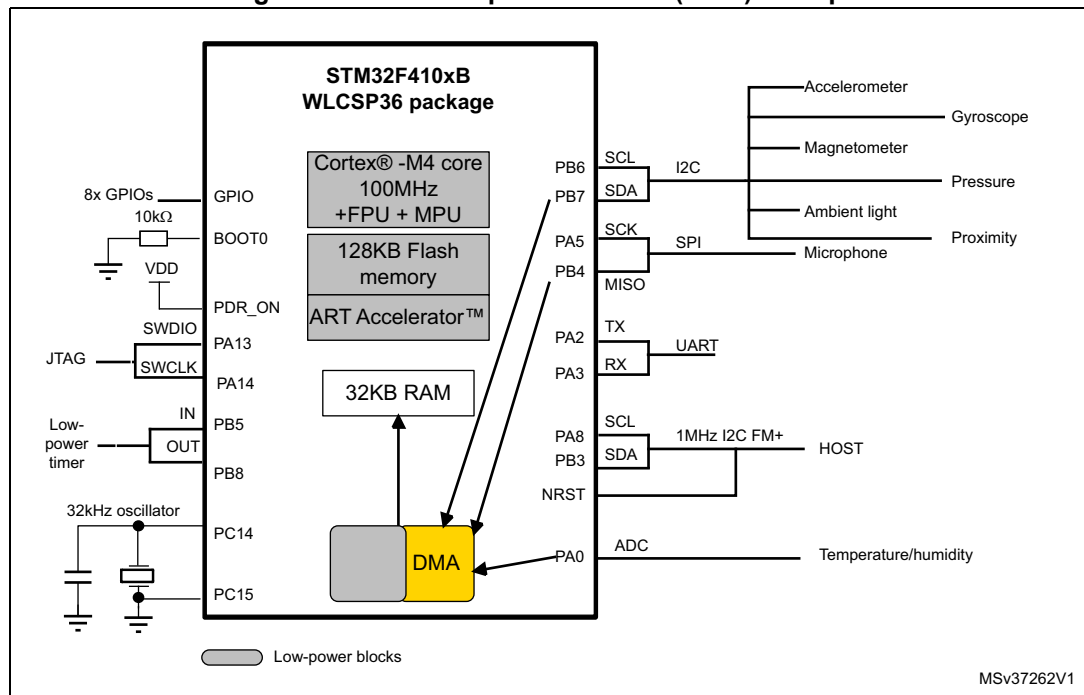 STM32F410xB
WLCSP36 package
Cortex® -M4 core
100MHz
+FPU + MPU
128KB Flash
memory
ART Accelerator™
32KB RAM
DMA
8x GPIOs
GPIO
10kΩ
BOOT0
VDD
PDR_ON
SWDIO
PA13
JTAG
SWCLK
PA14
IN
PB5
Low-
power
timer
OUT
PB8
32kHz oscillator
PC14
PC15
PB6
SCL
I2C
PB7
SDA
Accelerometer
Gyroscope
Magnetometer
Pressure
Ambient light
Proximity
PA5
SCK
SPI
Microphone
PB4
MISO
PA2
TX
UART
PA3
RX
PA8
SCL
1MHz I2C FM+
HOST
PB3
SDA
NRST
PA0
ADC
Temperature/humidity
Low-power blocks
MSv37262V1